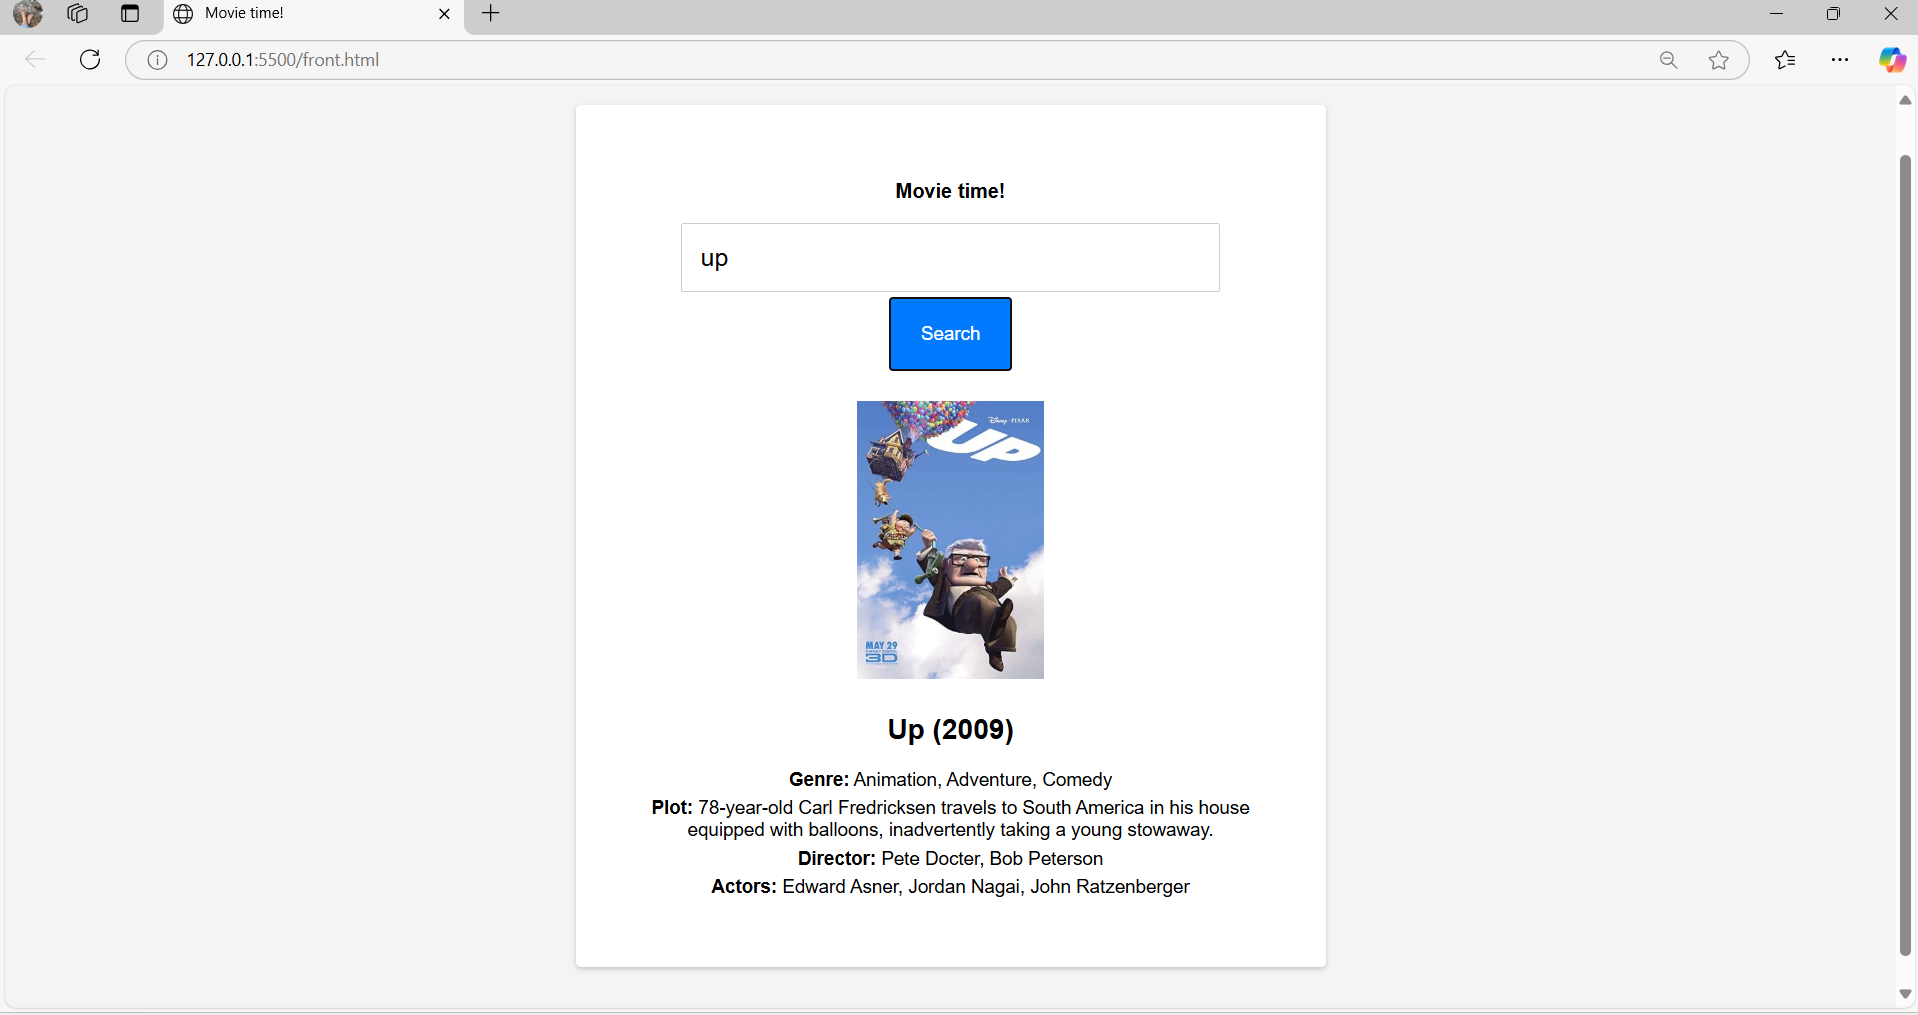 Movie time!
127.0.0.1:5500/front.html
Movie time!
up
Search
Disney · PIXAR
UP
MAY 29
3D
Up (2009)
Genre: Animation, Adventure, Comedy
Plot: 78-year-old Carl Fredricksen travels to South America in his house
equipped with balloons, inadvertently taking a young stowaway.
Director: Pete Docter, Bob Peterson
Actors: Edward Asner, Jordan Nagai, John Ratzenberger